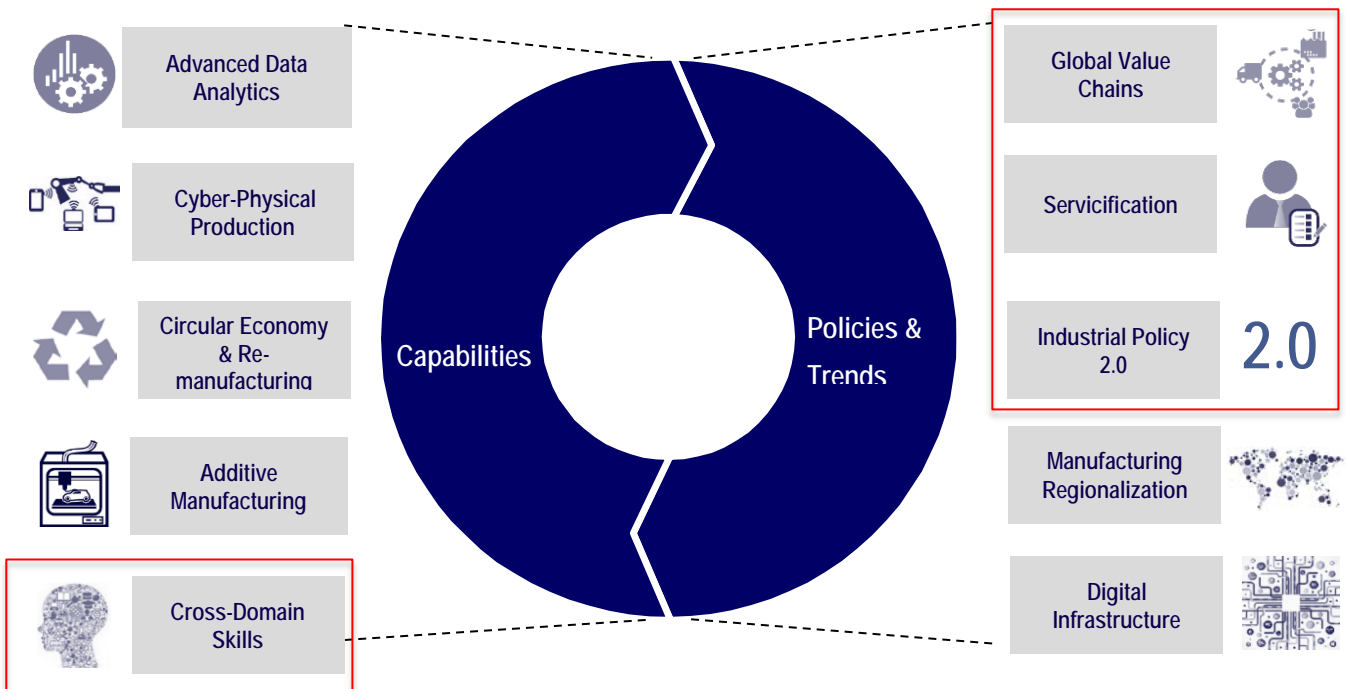 Advanced Data
Analytics
Cyber-Physical
Production
Circular Economy
& Re-
manufacturing
Additive
Manufacturing
Cross-Domain
Skills
Capabilities
Policies &
Trends
Global Value
Chains
Servicification
Industrial Policy
2.0
2.0
Manufacturing
Regionalization
Digital
Infrastructure